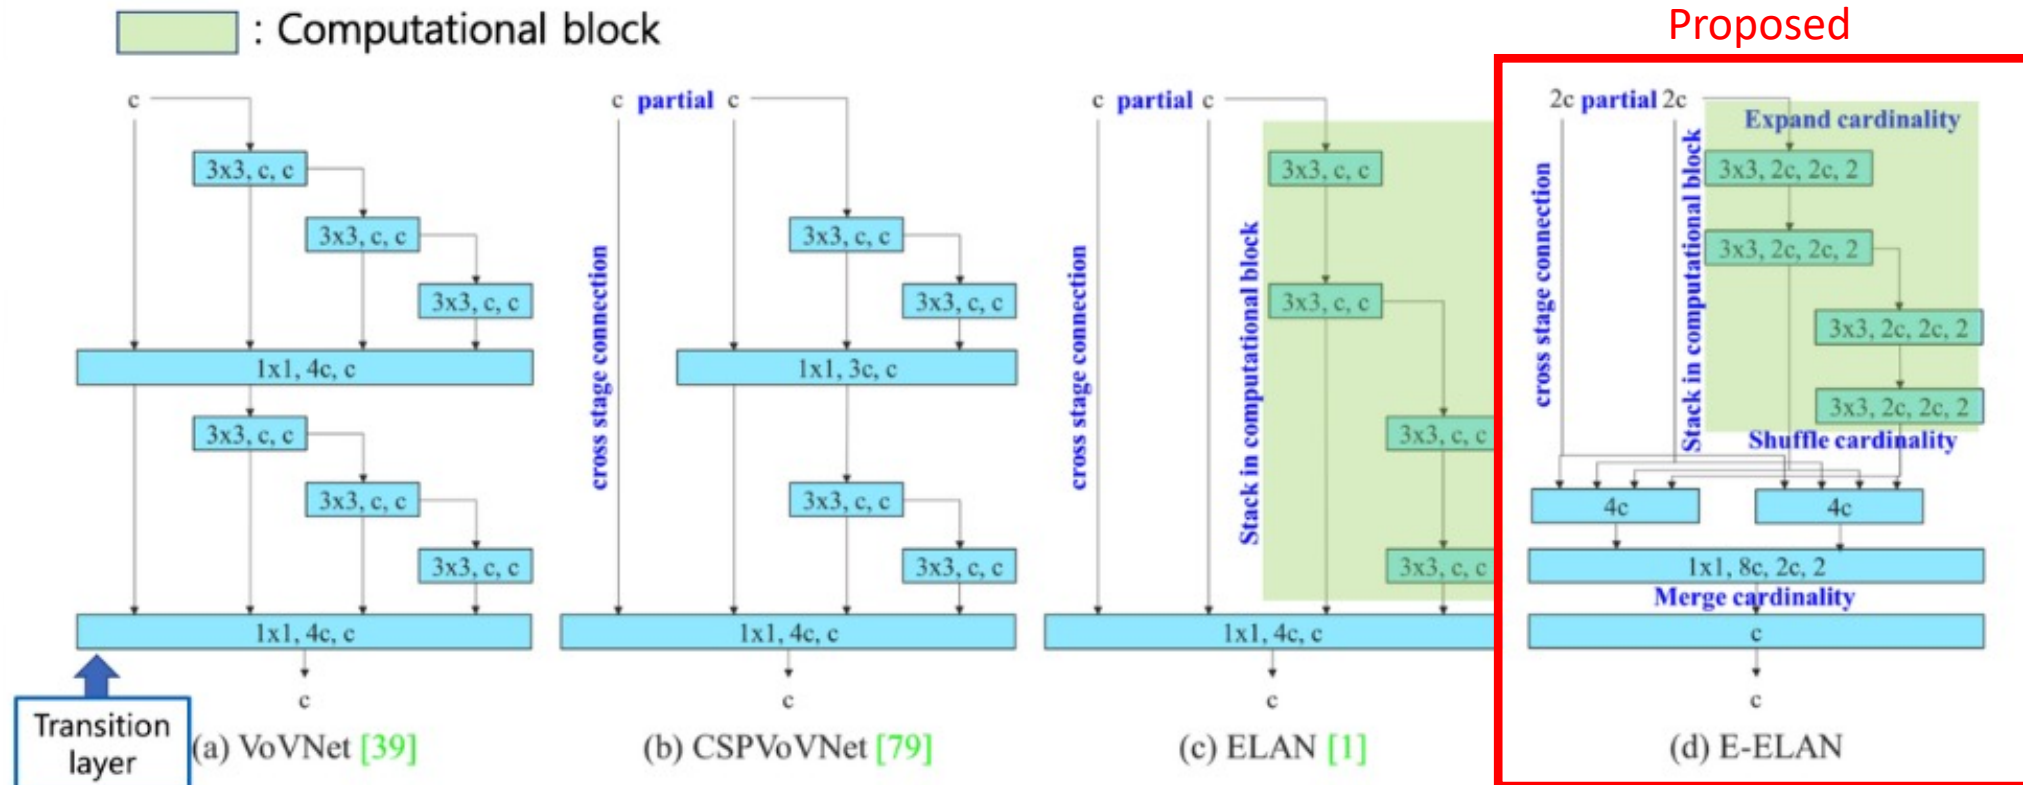 : Computational block
Proposed
c
3x3, c, c
3x3, c, c
3x3, c, c
1x1, 4c, c
3x3, c, c
3x3, c, c
3x3, c, c
1x1, 4c, c
c
Transition
layer
(a) VoVNet [39]
c partial c
cross stage connection
3x3, c, c
3x3, c, c
1x1, 3c, c
3x3, c, c
3x3, c, c
1x1, 4c, c
c
(b) CSPVoVNet [79]
c partial c
cross stage connection
Stack in computational block
3x3, c, c
3x3, c, c
3x3, c, c
3x3, c, c
1x1, 4c, c
c
(c) ELAN [1]
2c partial 2c
cross stage connection
Stack in computational block
Expand cardinality
3x3, 2c, 2c, 2
3x3, 2c, 2c, 2
3x3, 2c, 2c, 2
3x3, 2c, 2c, 2
Shuffle cardinality
4c
4c
1x1, 8c, 2c, 2
Merge cardinality
c
c
(d) E-ELAN